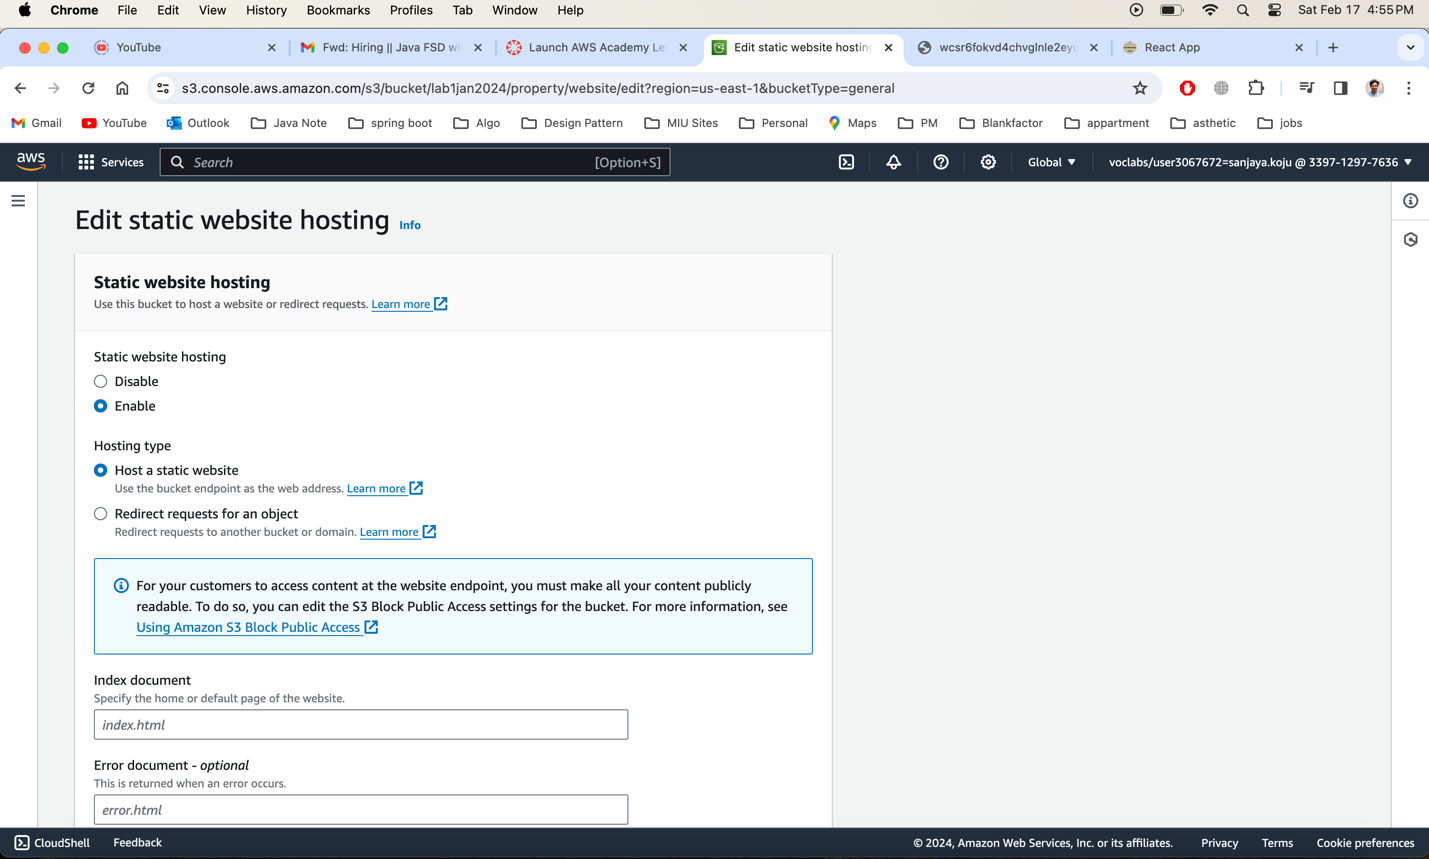 Chrome File Edit View History Bookmarks Profiles Tab Window Help Sat Feb 17 4:55 PM
YouTube Fwd: Hiring || Java FSD wi Launch AWS Academy Le Edit static website hosting wcsr6fokvd4chvglnle2eyu React App
s3.console.aws.amazon.com/s3/bucket/lab1jan2024/property/website/edit?region=us-east-1&bucketType=general
Gmail YouTube Outlook Java Note spring boot Algo Design Pattern MIU Sites Personal Maps PM Blankfactor appartment asthetic jobs
aws Services Search [Option+S] Global voclabs/user3067672=sanjaya.koju @ 3397-1297-7636
Edit static website hosting Info
Static website hosting
Use this bucket to host a website or redirect requests. Learn more
Static website hosting
Disable
Enable
Hosting type
Host a static website
Use the bucket endpoint as the web address. Learn more
Redirect requests for an object
Redirect requests to another bucket or domain. Learn more
For your customers to access content at the website endpoint, you must make all your content publicly
readable. To do so, you can edit the S3 Block Public Access settings for the bucket. For more information, see
Using Amazon S3 Block Public Access
Index document
Specify the home or default page of the website.
index.html
Error document - optional
This is returned when an error occurs.
error.html
CloudShell Feedback © 2024, Amazon Web Services, Inc. or its affiliates. Privacy Terms Cookie preferences